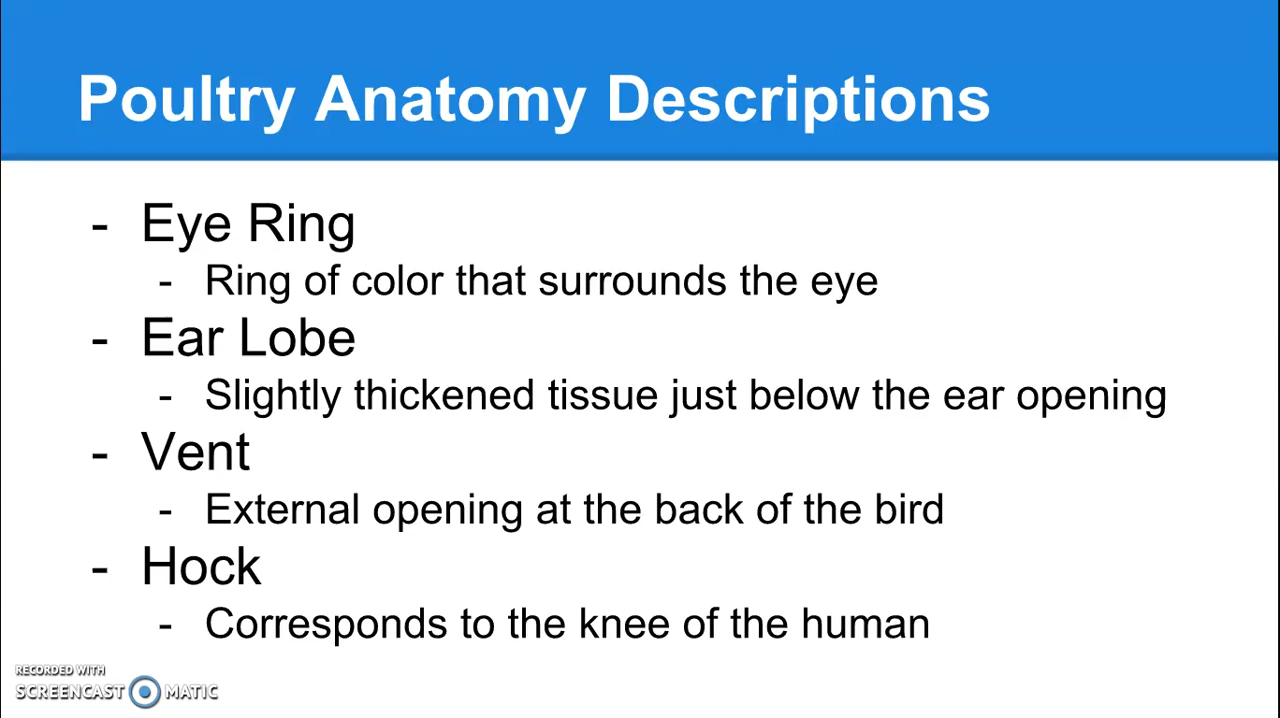 Poultry Anatomy Descriptions
- Eye Ring
- Ring of color that surrounds the eye
- Ear Lobe
- Slightly thickened tissue just below the ear opening
- Vent
- External opening at the back of the bird
- Hock
- Corresponds to the knee of the human
RECORDED WITH
SCREENCAST MATIC